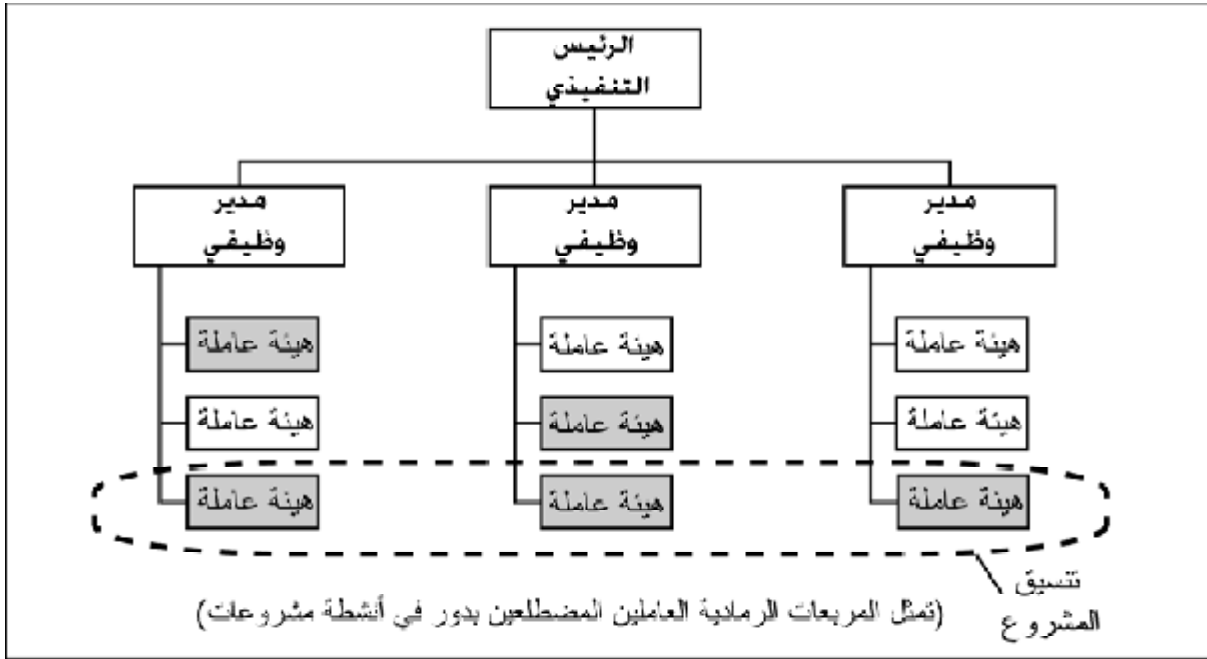 الرئيس
التنفيذي
مدير
وظيفي
مدير
وظيفي
مدير
وظيفي
هيئة عاملة
هيئة عاملة
هيئة عاملة
هيئة عاملة
هيئة عاملة
هيئة عاملة
هيئة عاملة
هيئة عاملة
هيئة عاملة
تنسيق
المشروع
(تمثل المربعات الرمادية العاملين المضطلعين بدور في أنشطة مشروعات)